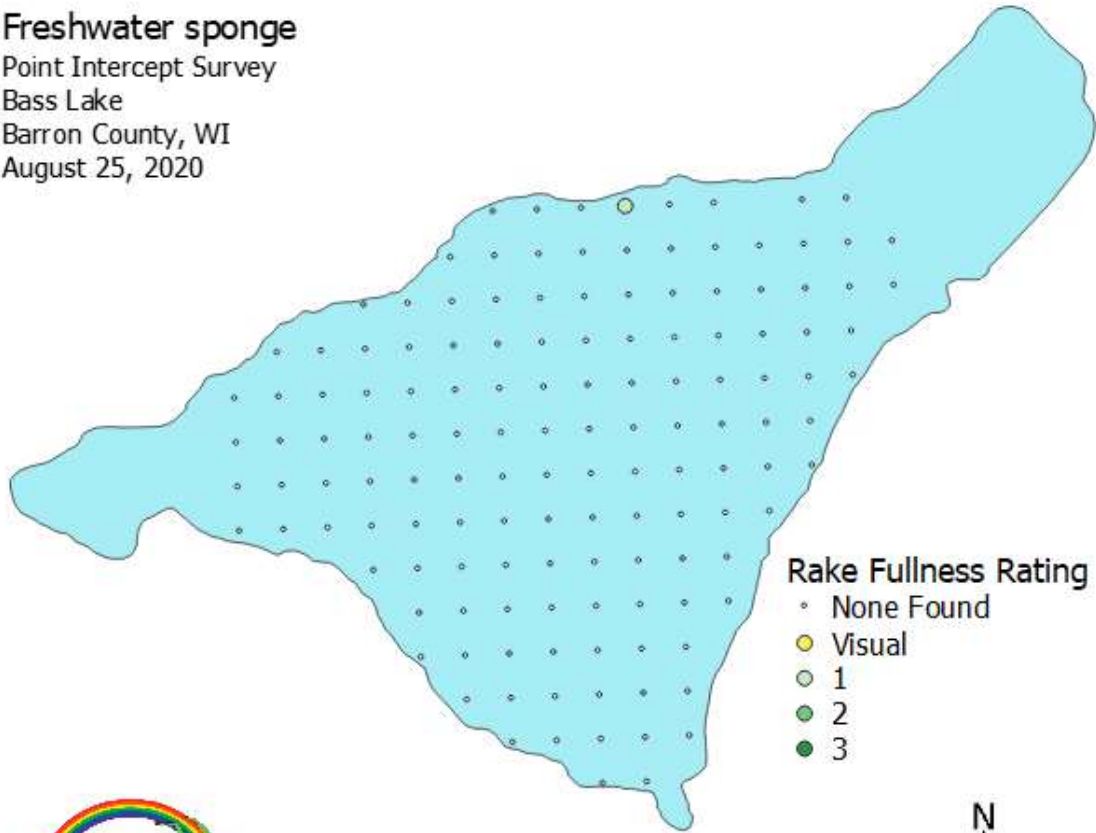 Freshwater sponge
Point Intercept Survey
Bass Lake
Barron County, WI
August 25, 2020
Rake Fullness Rating
None Found
Visual
1
2
3
N